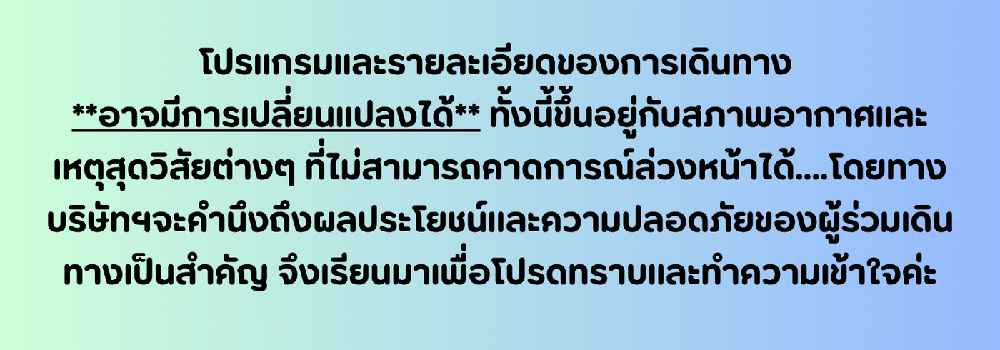 โปรแกรมและรายละเอียดของการเดินทาง
**อาจมีการเปลี่ยนแปลงได้** ทั้งนี้ขึ้นอยู่กับสภาพอากาศและ
เหตุสุดวิสัยต่างๆ ที่ไม่สามารถคาดการณ์ล่วงหน้าได้....โดยทาง
บริษัทฯจะคำนึงถึงผลประโยชน์และความปลอดภัยของผู้ร่วมเดิน
ทางเป็นสำคัญ จึงเรียนมาเพื่อโปรดทราบและทำความเข้าใจค่ะ